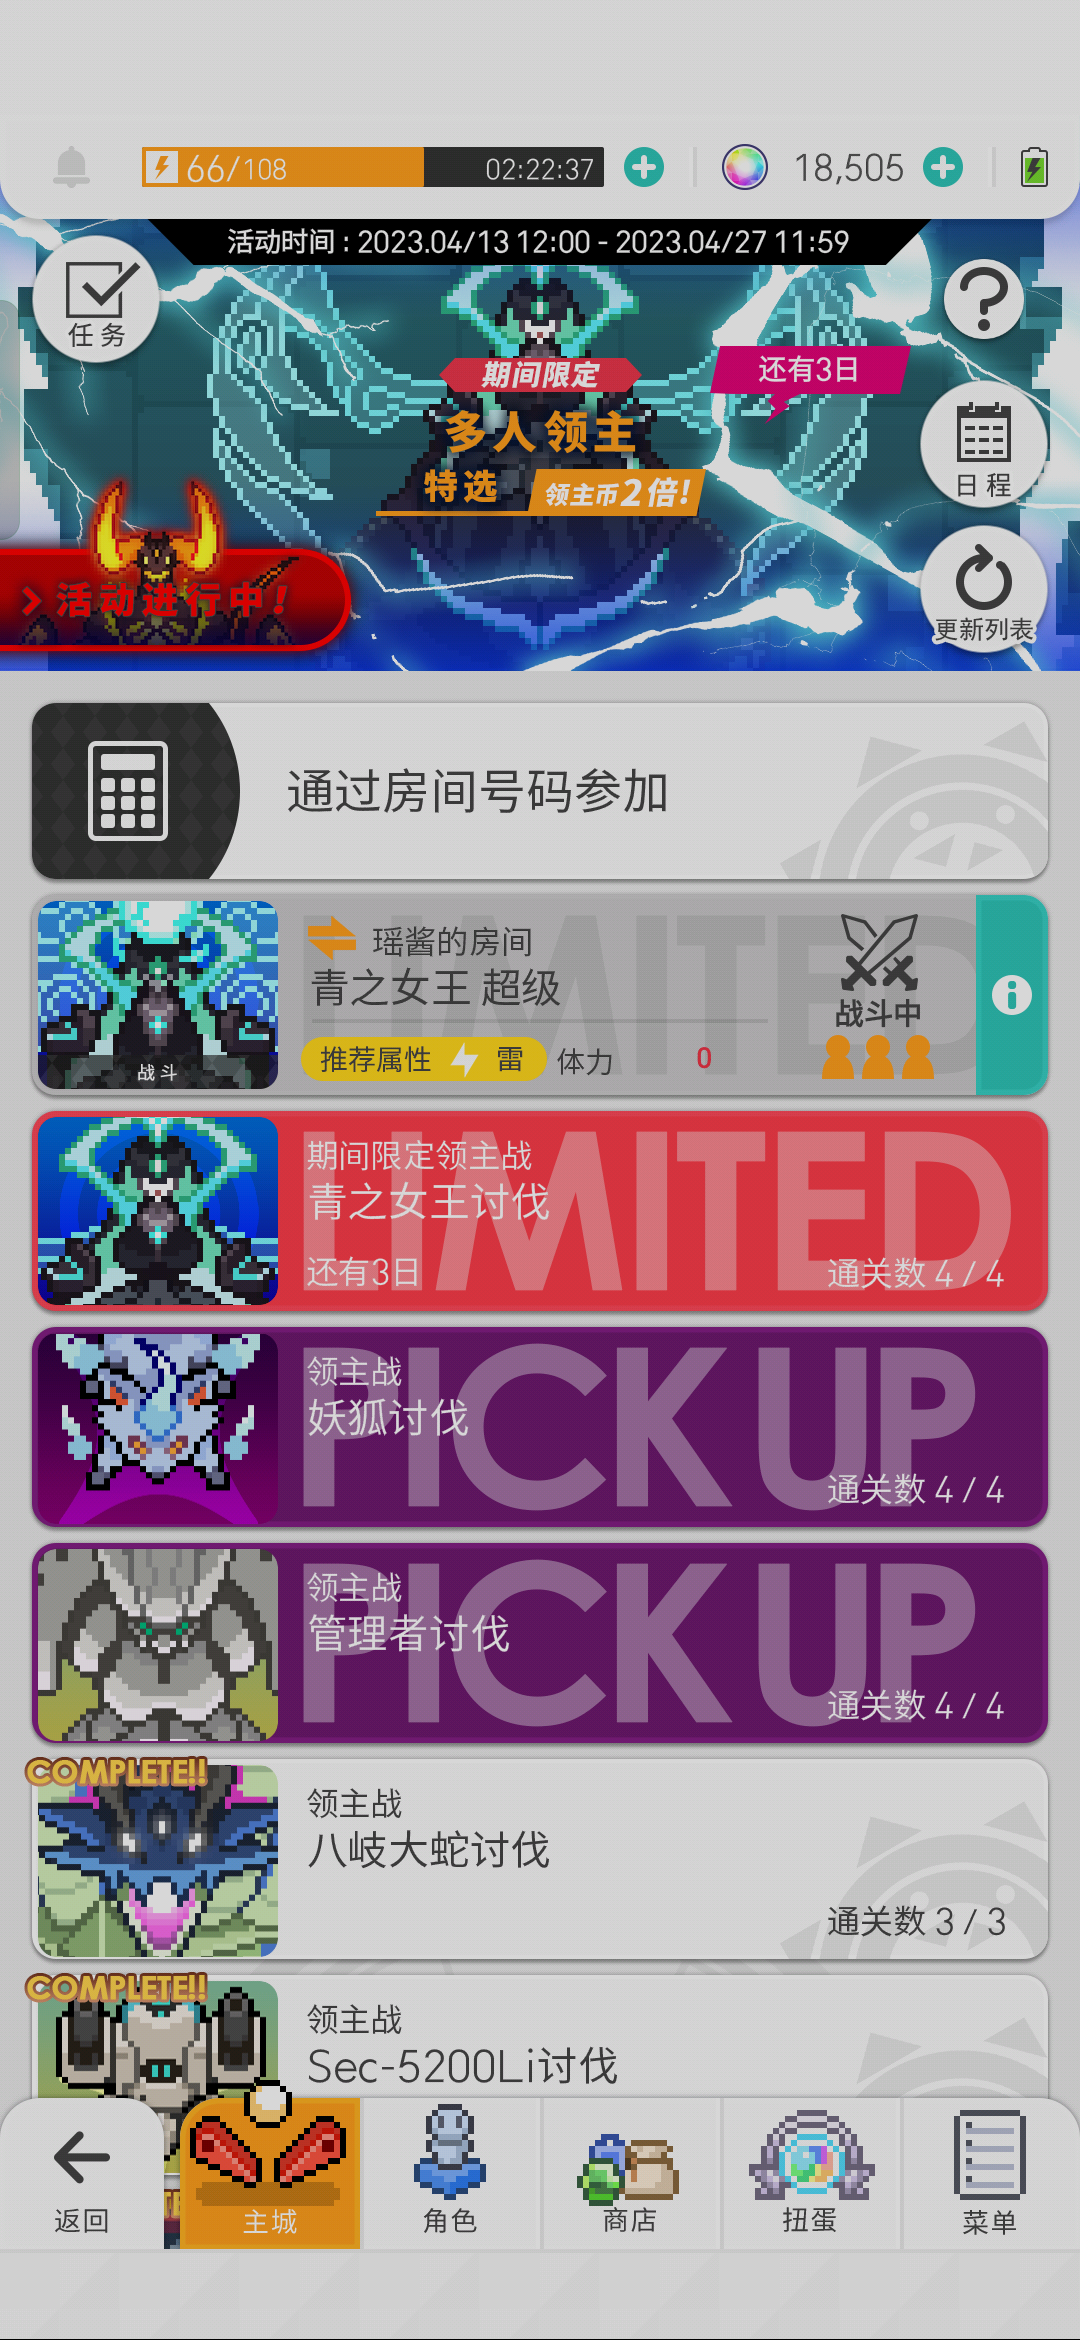 66/108
02:22:37
18,505
活动时间 : 2023.04/13 12:00 - 2023.04/27 11:59
任务
期间限定
还有3日
多人领主
特选
领主币2倍!
日程
活动进行中!
更新列表
通过房间号码参加
LIMITED
瑶酱的房间
青之女王 超级
战斗中
战斗
推荐属性 雷 体力 0
LIMITED
期间限定领主战
青之女王讨伐
还有3日
通关数 4 / 4
PICK UP
领主战
妖狐讨伐
通关数 4 / 4
PICK UP
领主战
管理者讨伐
通关数 4 / 4
COMPLETE!!
领主战
八岐大蛇讨伐
通关数 3 / 3
COMPLETE!!
领主战
Sec-5200Li讨伐
返回
主城
角色
商店
扭蛋
菜单